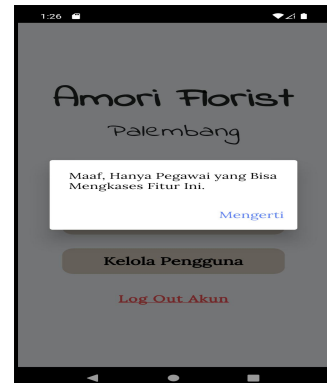 1:26
Amori Florist
Palembang
Maaf, Hanya Pegawai yang Bisa
Mengkases Fitur Ini.
Mengerti
Kelola Pengguna
Log Out Akun